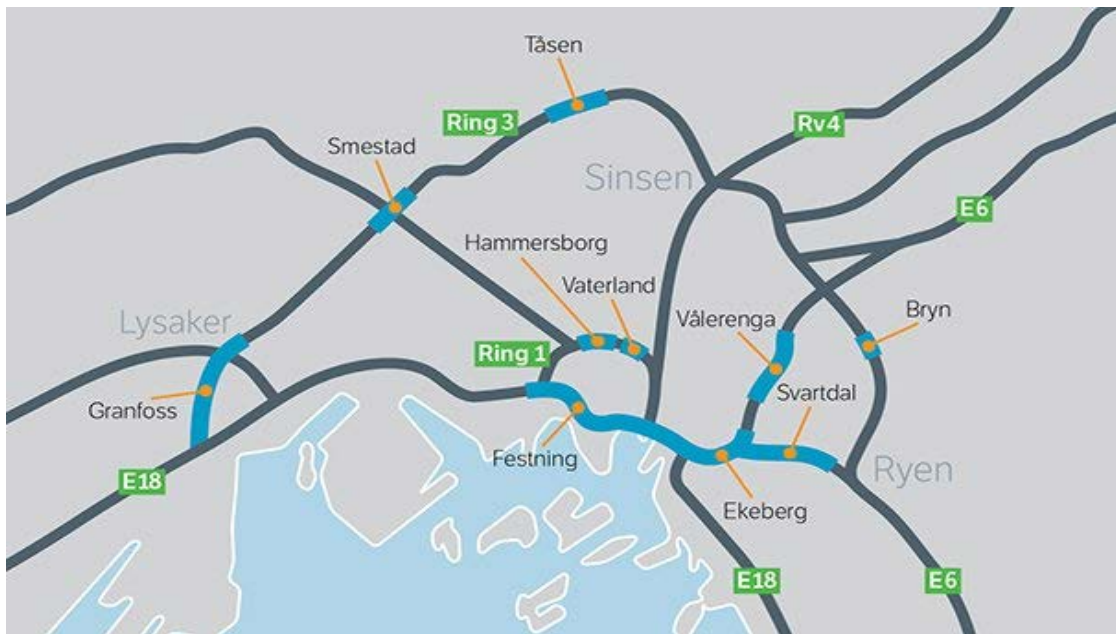 Tåsen
Ring 3
Rv4
Smestad
Sinsen
E6
Hammersborg
Vaterland
Lysaker
Vålerenga
Bryn
Ring 1
Svartdal
Granfoss
Festning
Ryen
E18
Ekeberg
E18
E6